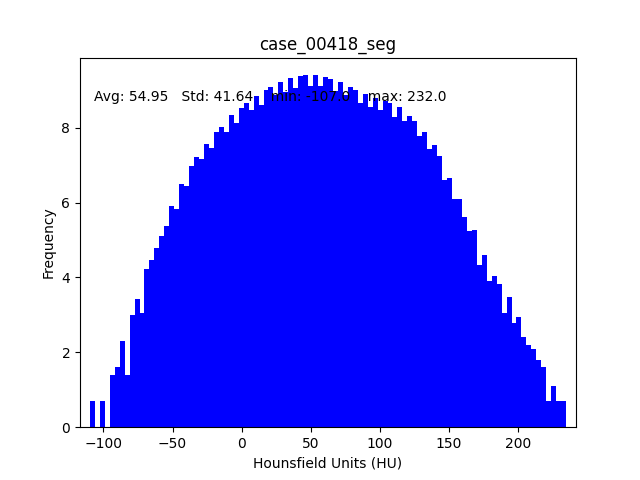 case_00418_seg
Avg: 54.95 Std: 41.64 min: -107.0 max: 232.0
Frequency
8
6
4
2
0
−100 −50 0 50 100 150 200
Hounsfield Units (HU)